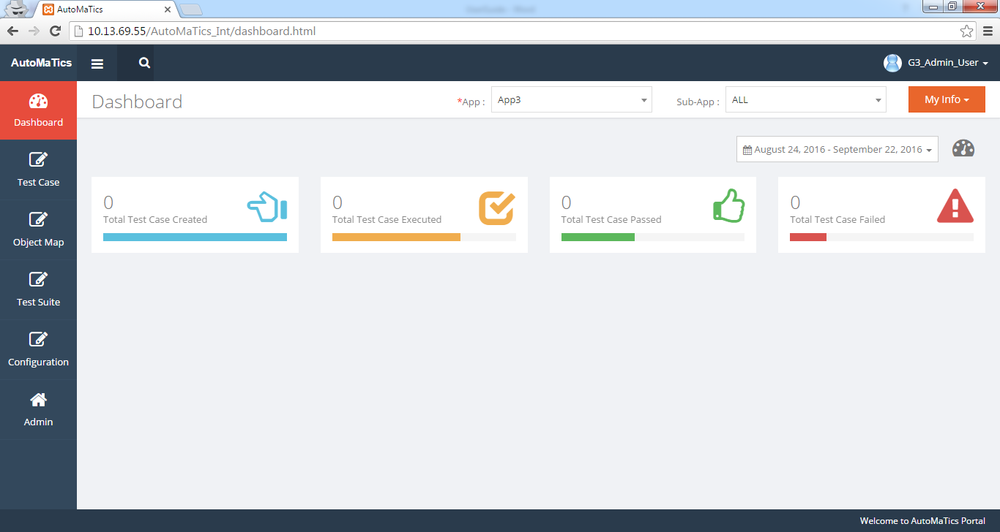 AutoMaTics
10.13.69.55/AutoMaTics_Int/dashboard.html
AutoMaTics
G3_Admin_User
Dashboard
*App :
App3
Sub-App :
ALL
My Info
Dashboard
August 24, 2016 - September 22, 2016
Test Case
0
Total Test Case Created
0
Total Test Case Executed
0
Total Test Case Passed
0
Total Test Case Failed
Object Map
Test Suite
Configuration
Admin
Welcome to AutoMaTics Portal